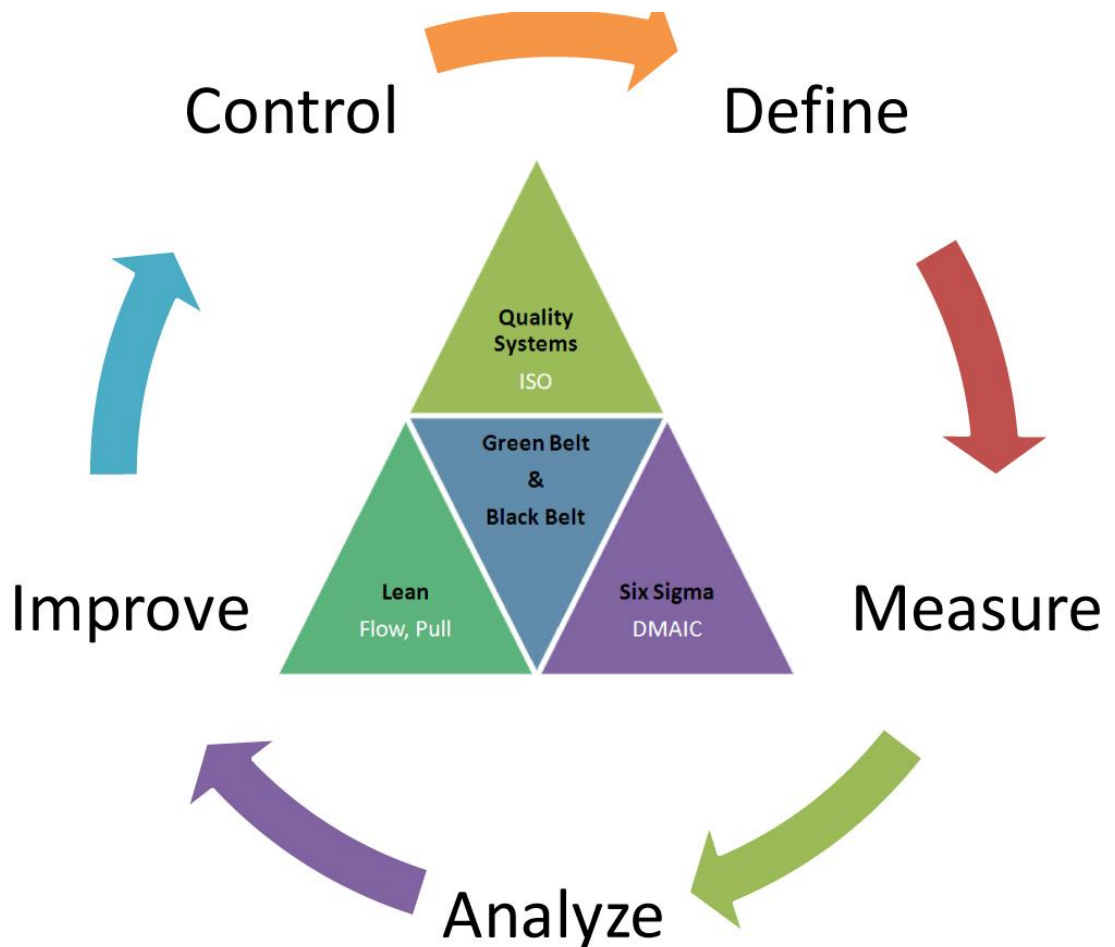 Control
Define
Quality
Systems
ISO
Green Belt
&
Black Belt
Lean
Flow, Pull
Six Sigma
DMAIC
Improve
Measure
Analyze